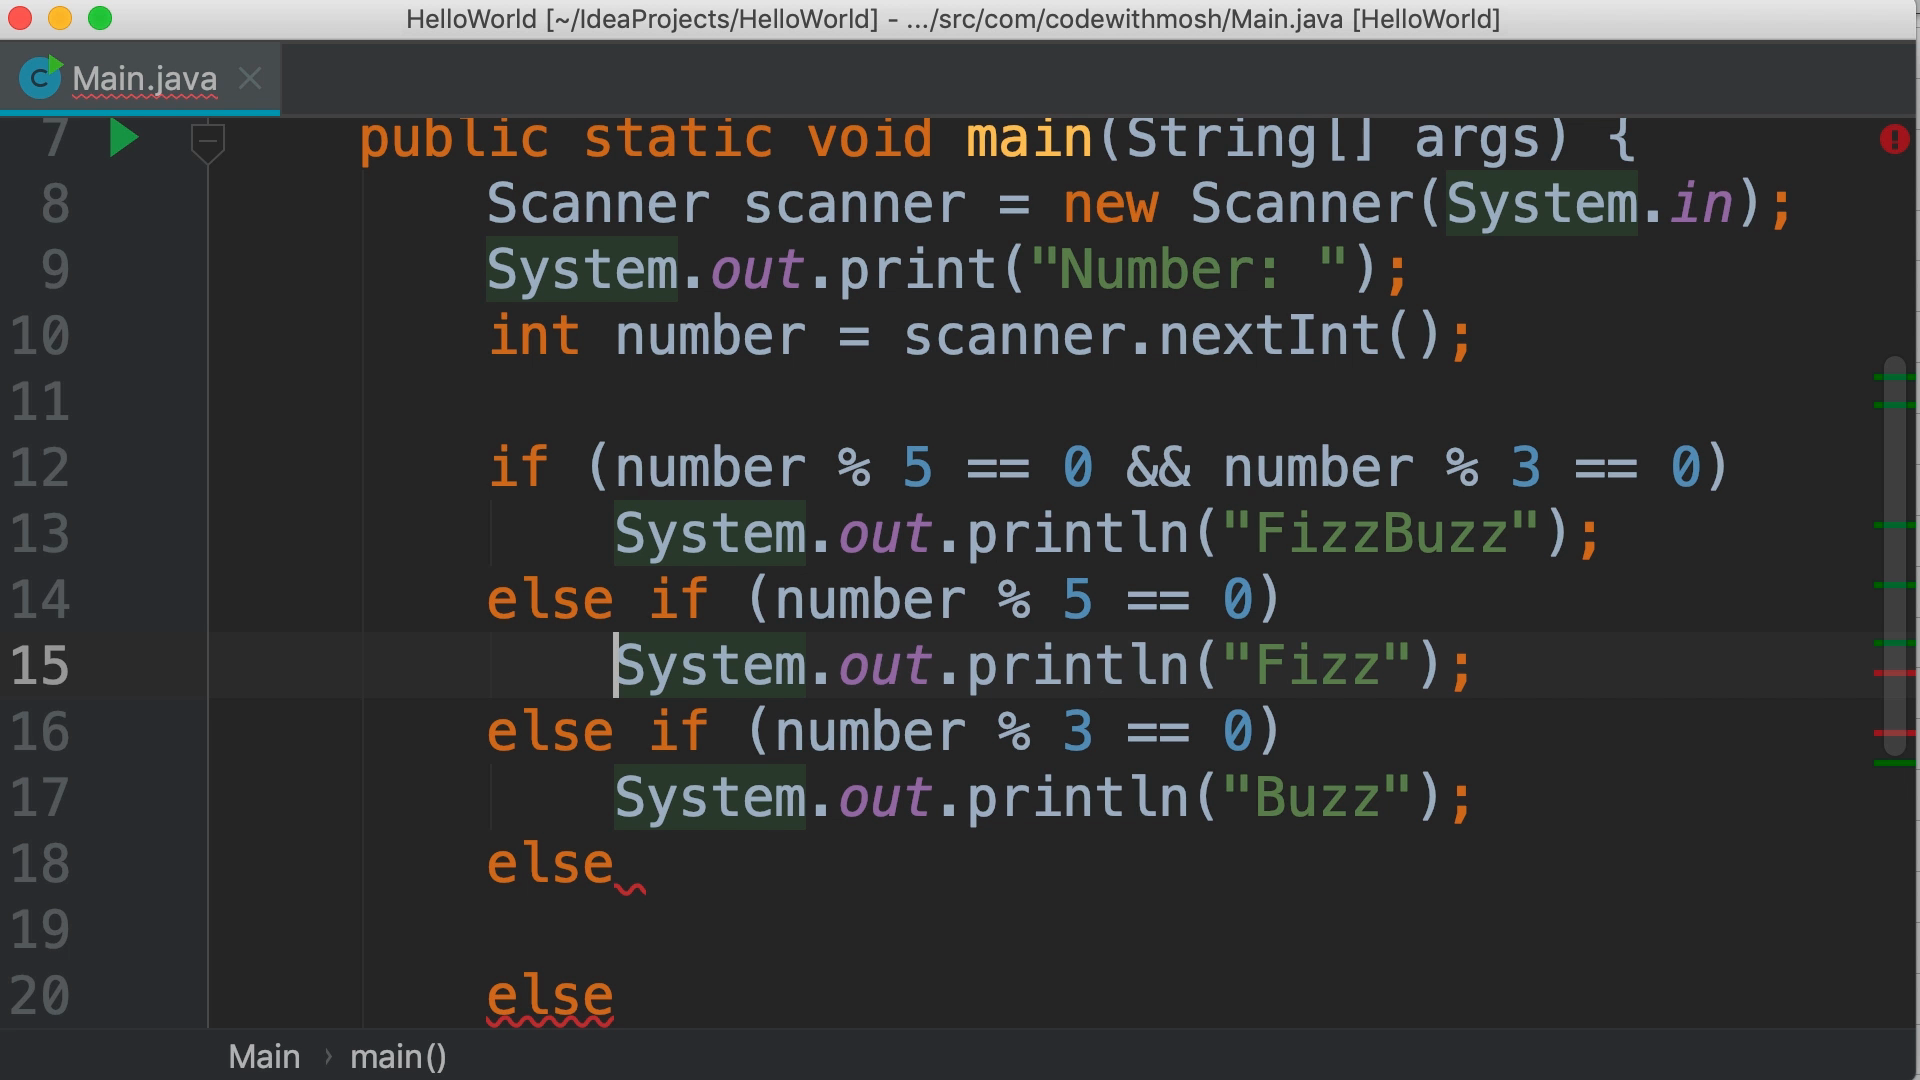 HelloWorld [~/IdeaProjects/HelloWorld] - .../src/com/codewithmosh/Main.java [HelloWorld]
C Main.java
7 public static void main(String[] args) {
8 Scanner scanner = new Scanner(System.in);
9 System.out.print("Number: ");
10 int number = scanner.nextInt();
11
12 if (number % 5 == 0 && number % 3 == 0)
13 System.out.println("FizzBuzz");
14 else if (number % 5 == 0)
15 System.out.println("Fizz");
16 else if (number % 3 == 0)
17 System.out.println("Buzz");
18 else
19
20 else
Main › main()